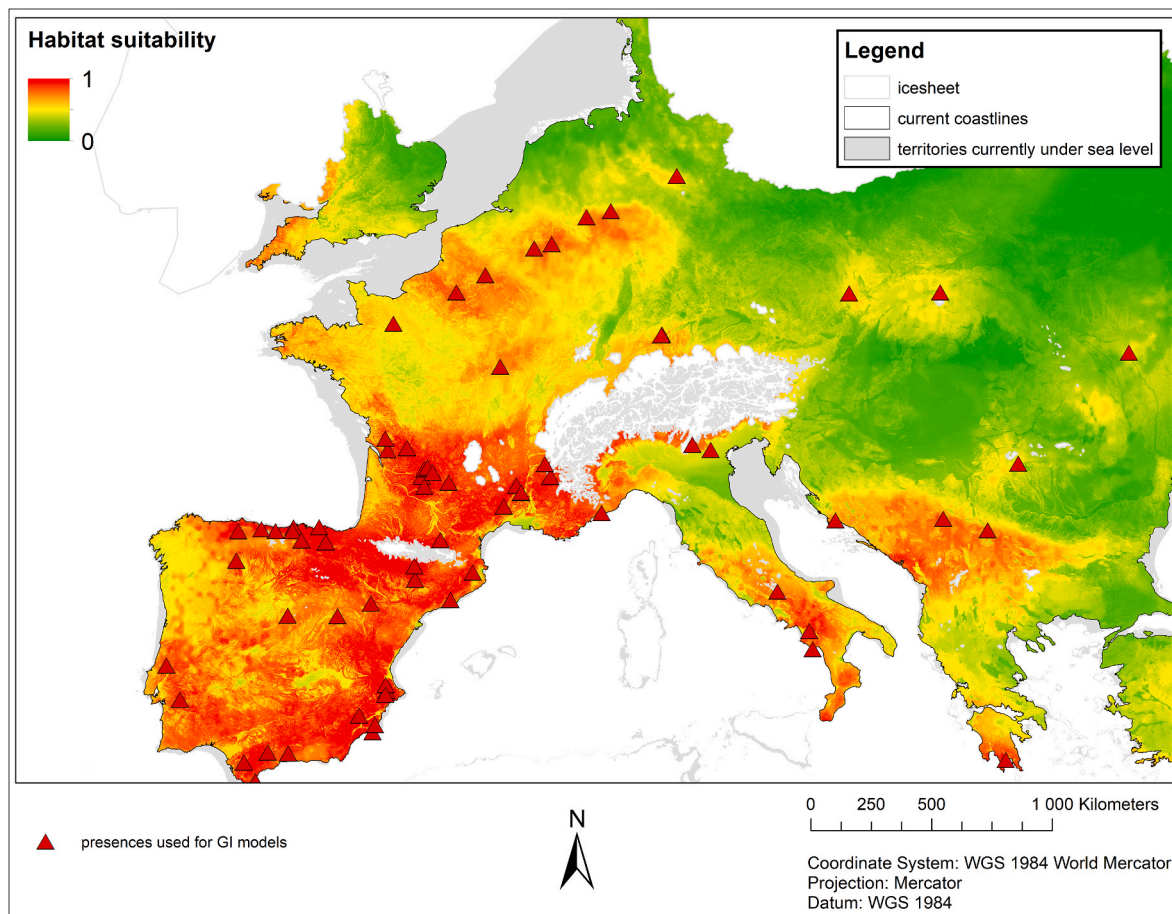 Habitat suitability
1
0
Legend
icesheet
current coastlines
territories currently under sea level
presences used for GI models
N
0 250 500 1 000 Kilometers
Coordinate System: WGS 1984 World Mercator
Projection: Mercator
Datum: WGS 1984